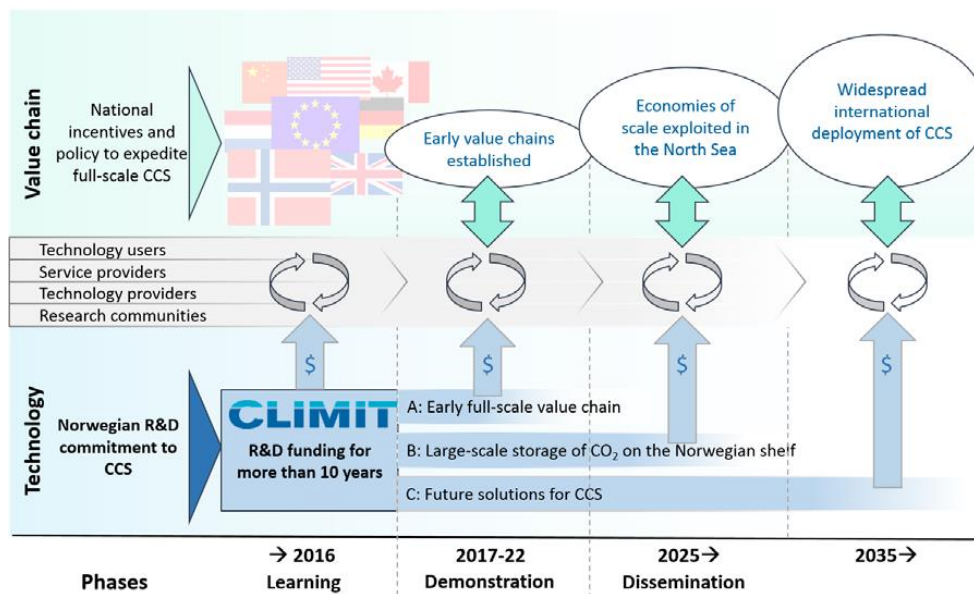 Value chain
National
incentives and
policy to expedite
full-scale CCS
Early value chains
established
Economies of
scale exploited in
the North Sea
Widespread
international
deployment of CCS
Technology users
Service providers
Technology providers
Research communities
$
$
$
$
Technology
Norwegian R&D
commitment to
CCS
CLIMIT
R&D funding for
more than 10 years
A: Early full-scale value chain
B: Large-scale storage of CO₂ on the Norwegian shelf
C: Future solutions for CCS
Phases
→ 2016
Learning
2017-22
Demonstration
2025→
Dissemination
2035→